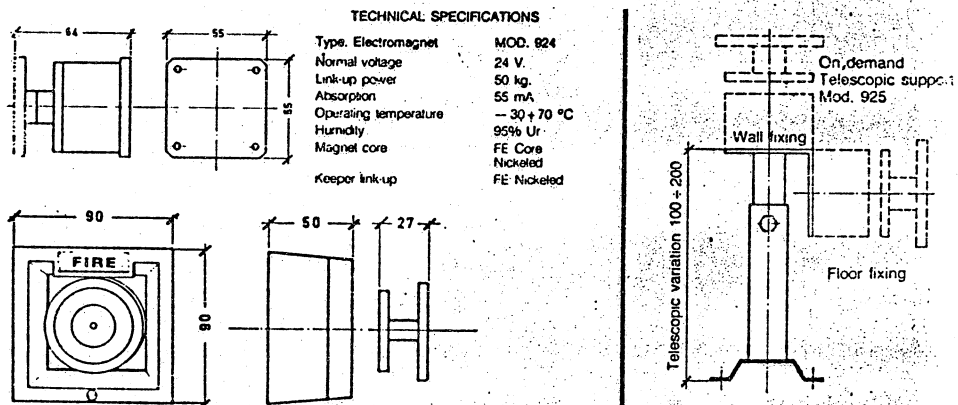 TECHNICAL SPECIFICATIONS
Type. Electromagnet MOD. 924
Normal voltage 24 V.
Link-up power 50 kg.
Absorption 55 mA
Operating temperature — 30 ÷ 70 °C
Humidity 95% Ur
Magnet core FE Core
Nickeled
Keeper link-up FE Nickeled
64
55
55
90
FIRE
90
50
27
On demand
Telescopic
Mod. 925
Wall fixing
Telescopic variation 100 ÷ 200
Floor fixing